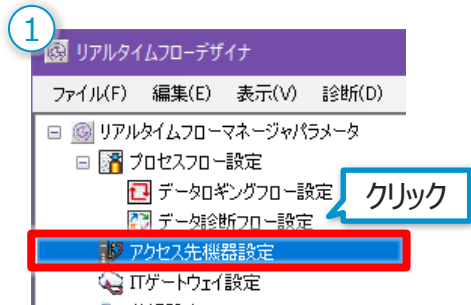 1
リアルタイムフローデザイナ
ファイル(F) 編集(E) 表示(V) 診断(D)
リアルタイムフローマネージャパラメータ
プロセスフロー設定
データロギングフロー設定
クリック
データ診断フロー設定
アクセス先機器設定
ITゲートウェイ設定